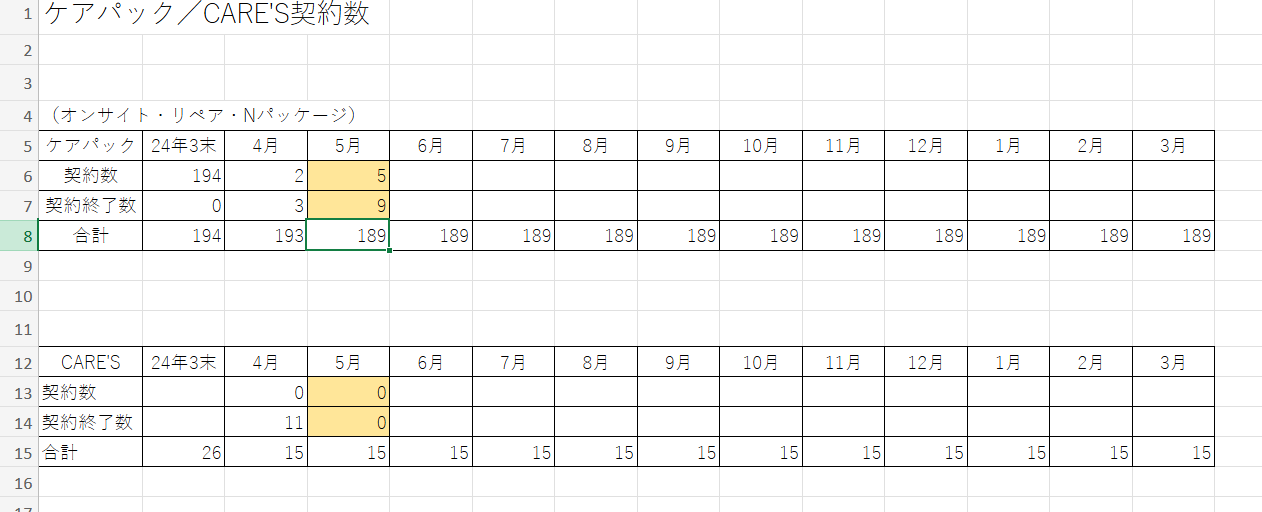 1 ケアパック／CARE'S契約数
2
3
4 （オンサイト・リペア・Nパッケージ）
5 ケアパック 24年3末 4月 5月 6月 7月 8月 9月 10月 11月 12月 1月 2月 3月
6 契約数 194 2 5
7 契約終了数 0 3 9
8 合計 194 193 189 189 189 189 189 189 189 189 189 189 189
9
10
11
12 CARE'S 24年3末 4月 5月 6月 7月 8月 9月 10月 11月 12月 1月 2月 3月
13 契約数 0 0
14 契約終了数 11 0
15 合計 26 15 15 15 15 15 15 15 15 15 15 15 15
16
17